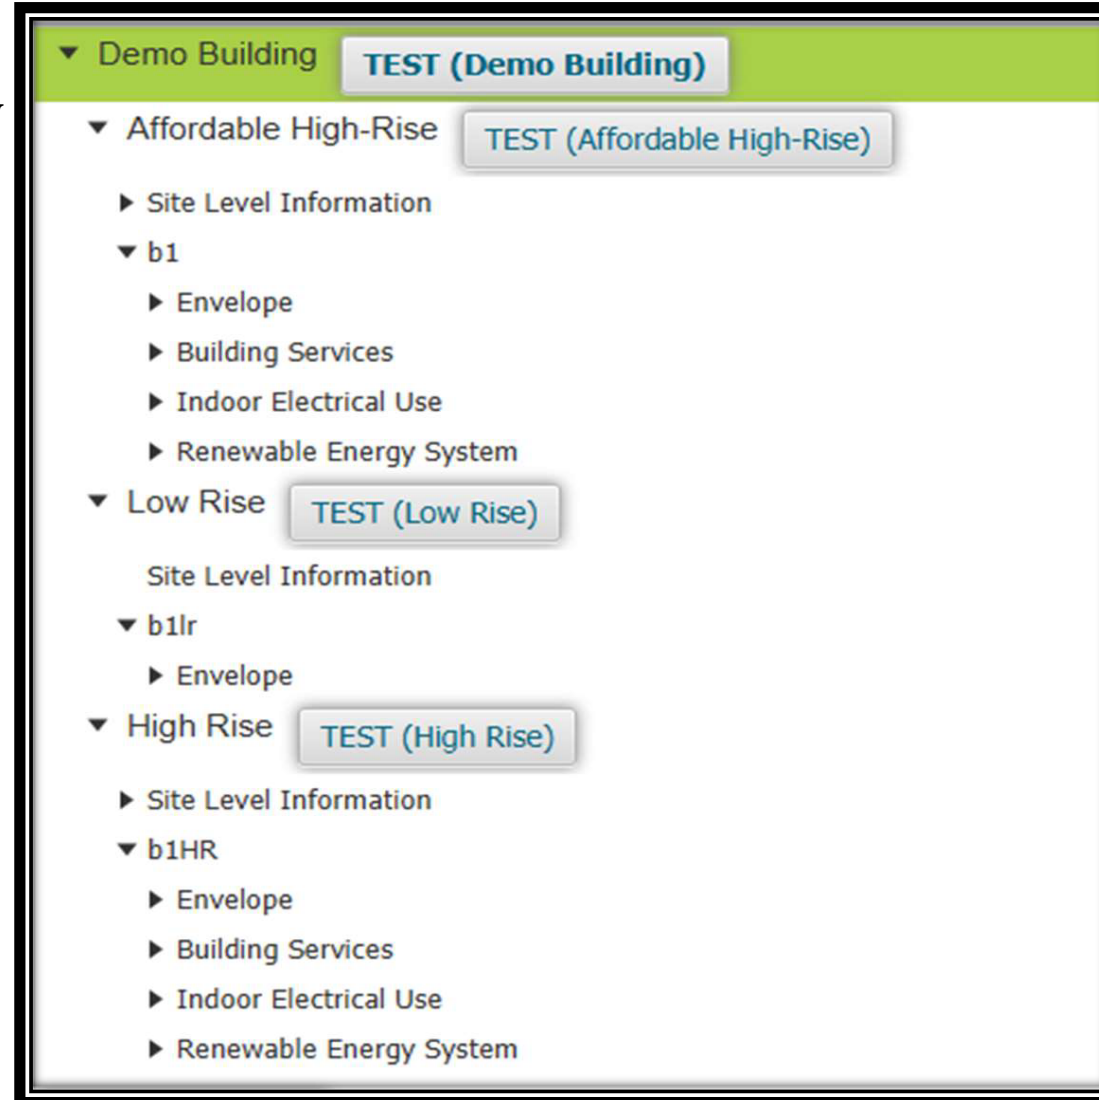 Demo Building TEST (Demo Building)
Affordable High-Rise TEST (Affordable High-Rise)
Site Level Information
b1
Envelope
Building Services
Indoor Electrical Use
Renewable Energy System
Low Rise TEST (Low Rise)
Site Level Information
b1lr
Envelope
High Rise TEST (High Rise)
Site Level Information
b1HR
Envelope
Building Services
Indoor Electrical Use
Renewable Energy System